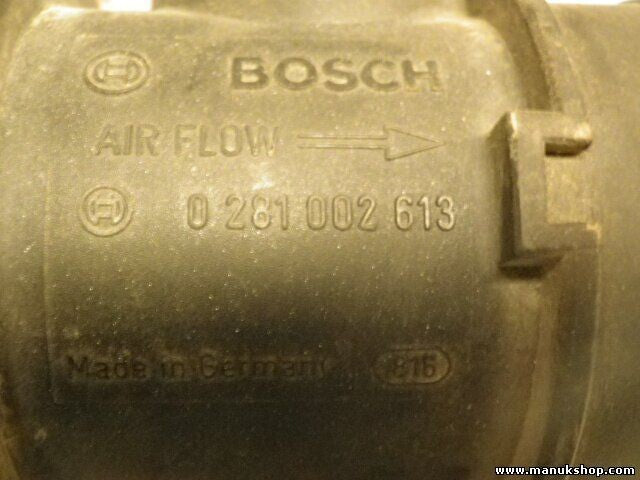 BOSCH
AIR FLOW
0 281 002 613
Made in Germany 816
www.manukshop.com